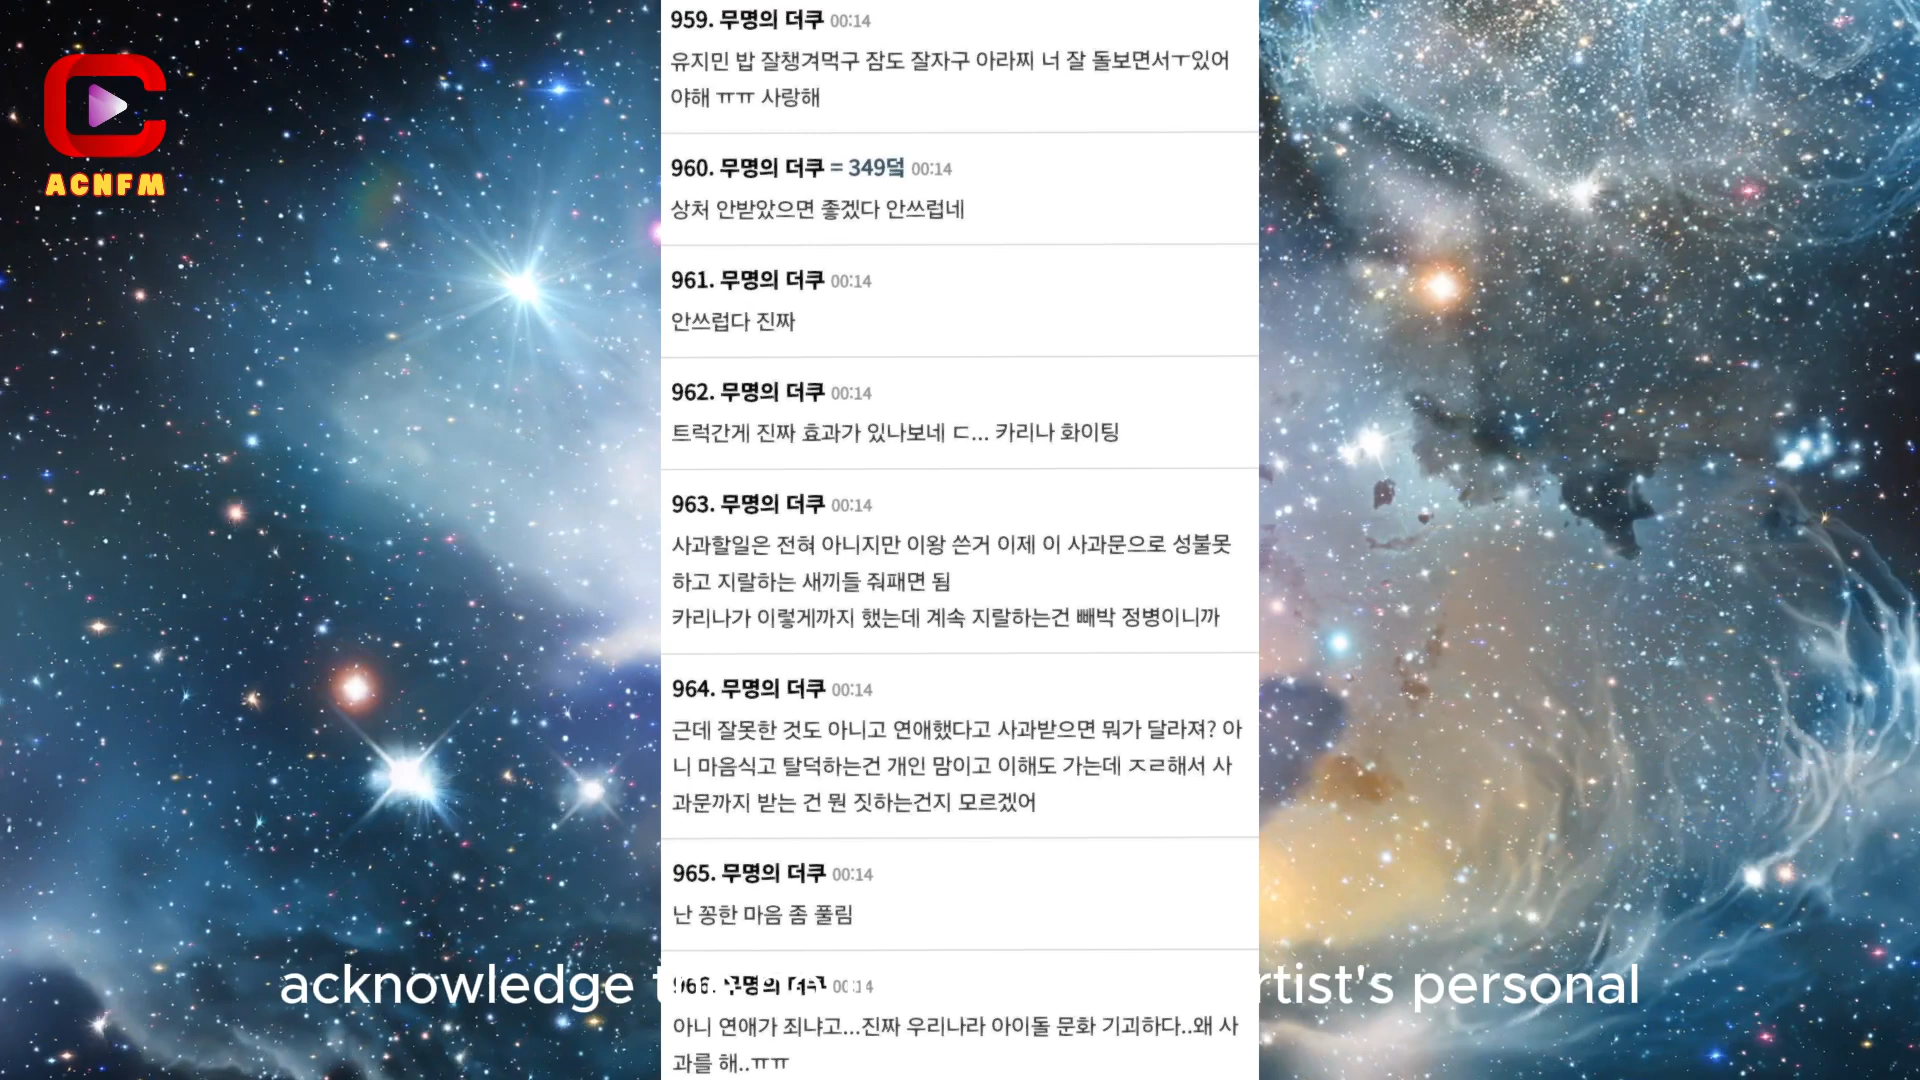 ACNFM
959. 무명의 더쿠 00:14
유지민 밥 잘챙겨먹구 잠도 잘자구 아라찌 너 잘 돌보면서ㅜ있어
야해 ㅠㅠ 사랑해
960. 무명의 더쿠 = 349덬 00:14
상처 안받았으면 좋겠다 안쓰럽네
961. 무명의 더쿠 00:14
안쓰럽다 진짜
962. 무명의 더쿠 00:14
트럭간게 진짜 효과가 있나보네 ㄷ... 카리나 화이팅
963. 무명의 더쿠 00:14
사과할일은 전혀 아니지만 이왕 쓴거 이제 이 사과문으로 성불못
하고 지랄하는 새끼들 줘패면 됨
카리나가 이렇게까지 했는데 계속 지랄하는건 빼박 정병이니까
964. 무명의 더쿠 00:14
근데 잘못한 것도 아니고 연애했다고 사과받으면 뭐가 달라져? 아
니 마음식고 탈덕하는건 개인 맘이고 이해도 가는데 ㅈㄹ해서 사
과문까지 받는 건 뭔 짓하는건지 모르겠어
965. 무명의 더쿠 00:14
난 꽁한 마음 좀 풀림
966. 무명의 더쿠 00:14
acknowledge rtist's personal
아니 연애가 죄냐고...진짜 우리나라 아이돌 문화 기괴하다..왜 사
과를 해..ㅠㅠ